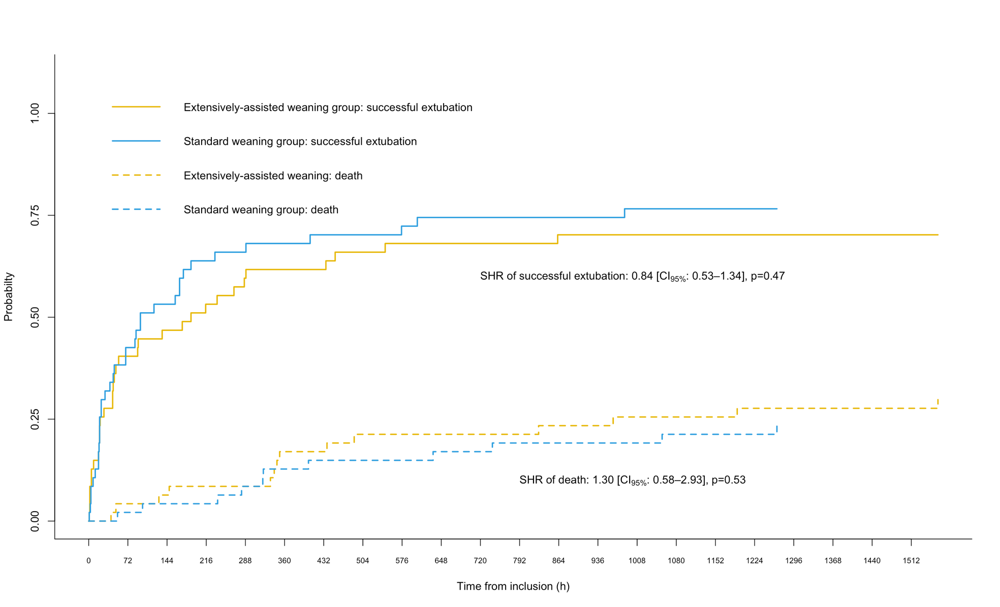 Extensively-assisted weaning group: successful extubation
Standard weaning group: successful extubation
Extensively-assisted weaning: death
Standard weaning group: death
1.00
0.75
0.50
0.25
0.00
Probabilty
SHR of successful extubation: 0.84 [CI95%: 0.53–1.34], p=0.47
SHR of death: 1.30 [CI95%: 0.58–2.93], p=0.53
0 72 144 216 288 360 432 504 576 648 720 792 864 936 1008 1080 1152 1224 1296 1368 1440 1512
Time from inclusion (h)